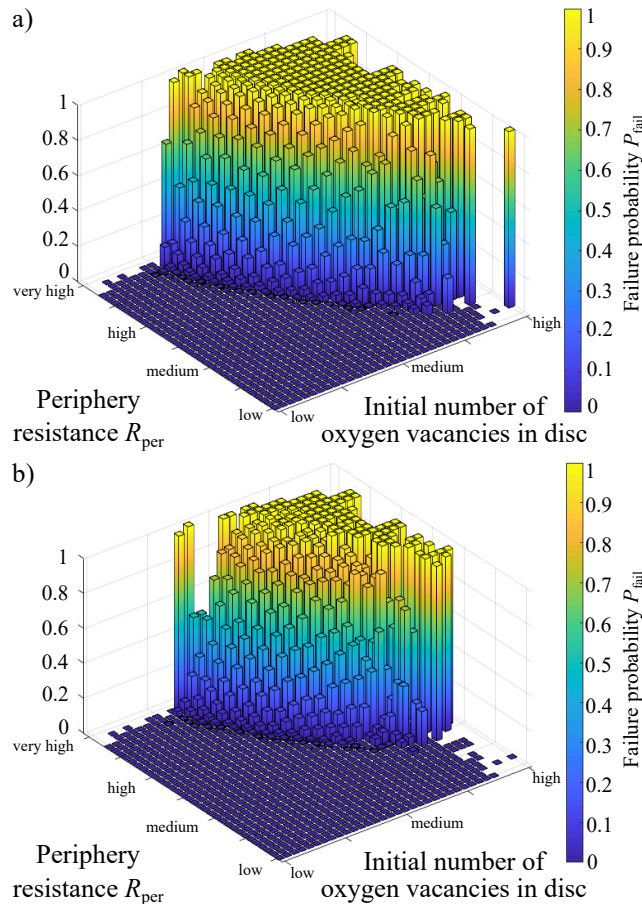 a)
1
0.8
0.6
0.4
0.2
0
very high
high
medium
low
Periphery
resistance Rper
low
medium
high
Initial number of
oxygen vacancies in disc
1
0.9
0.8
0.7
0.6
0.5
0.4
0.3
0.2
0.1
0
Failure probability Pfail
b)
1
0.8
0.6
0.4
0.2
0
very high
high
medium
low
Periphery
resistance Rper
low
medium
high
Initial number of
oxygen vacancies in disc
1
0.9
0.8
0.7
0.6
0.5
0.4
0.3
0.2
0.1
0
Failure probability Pfail